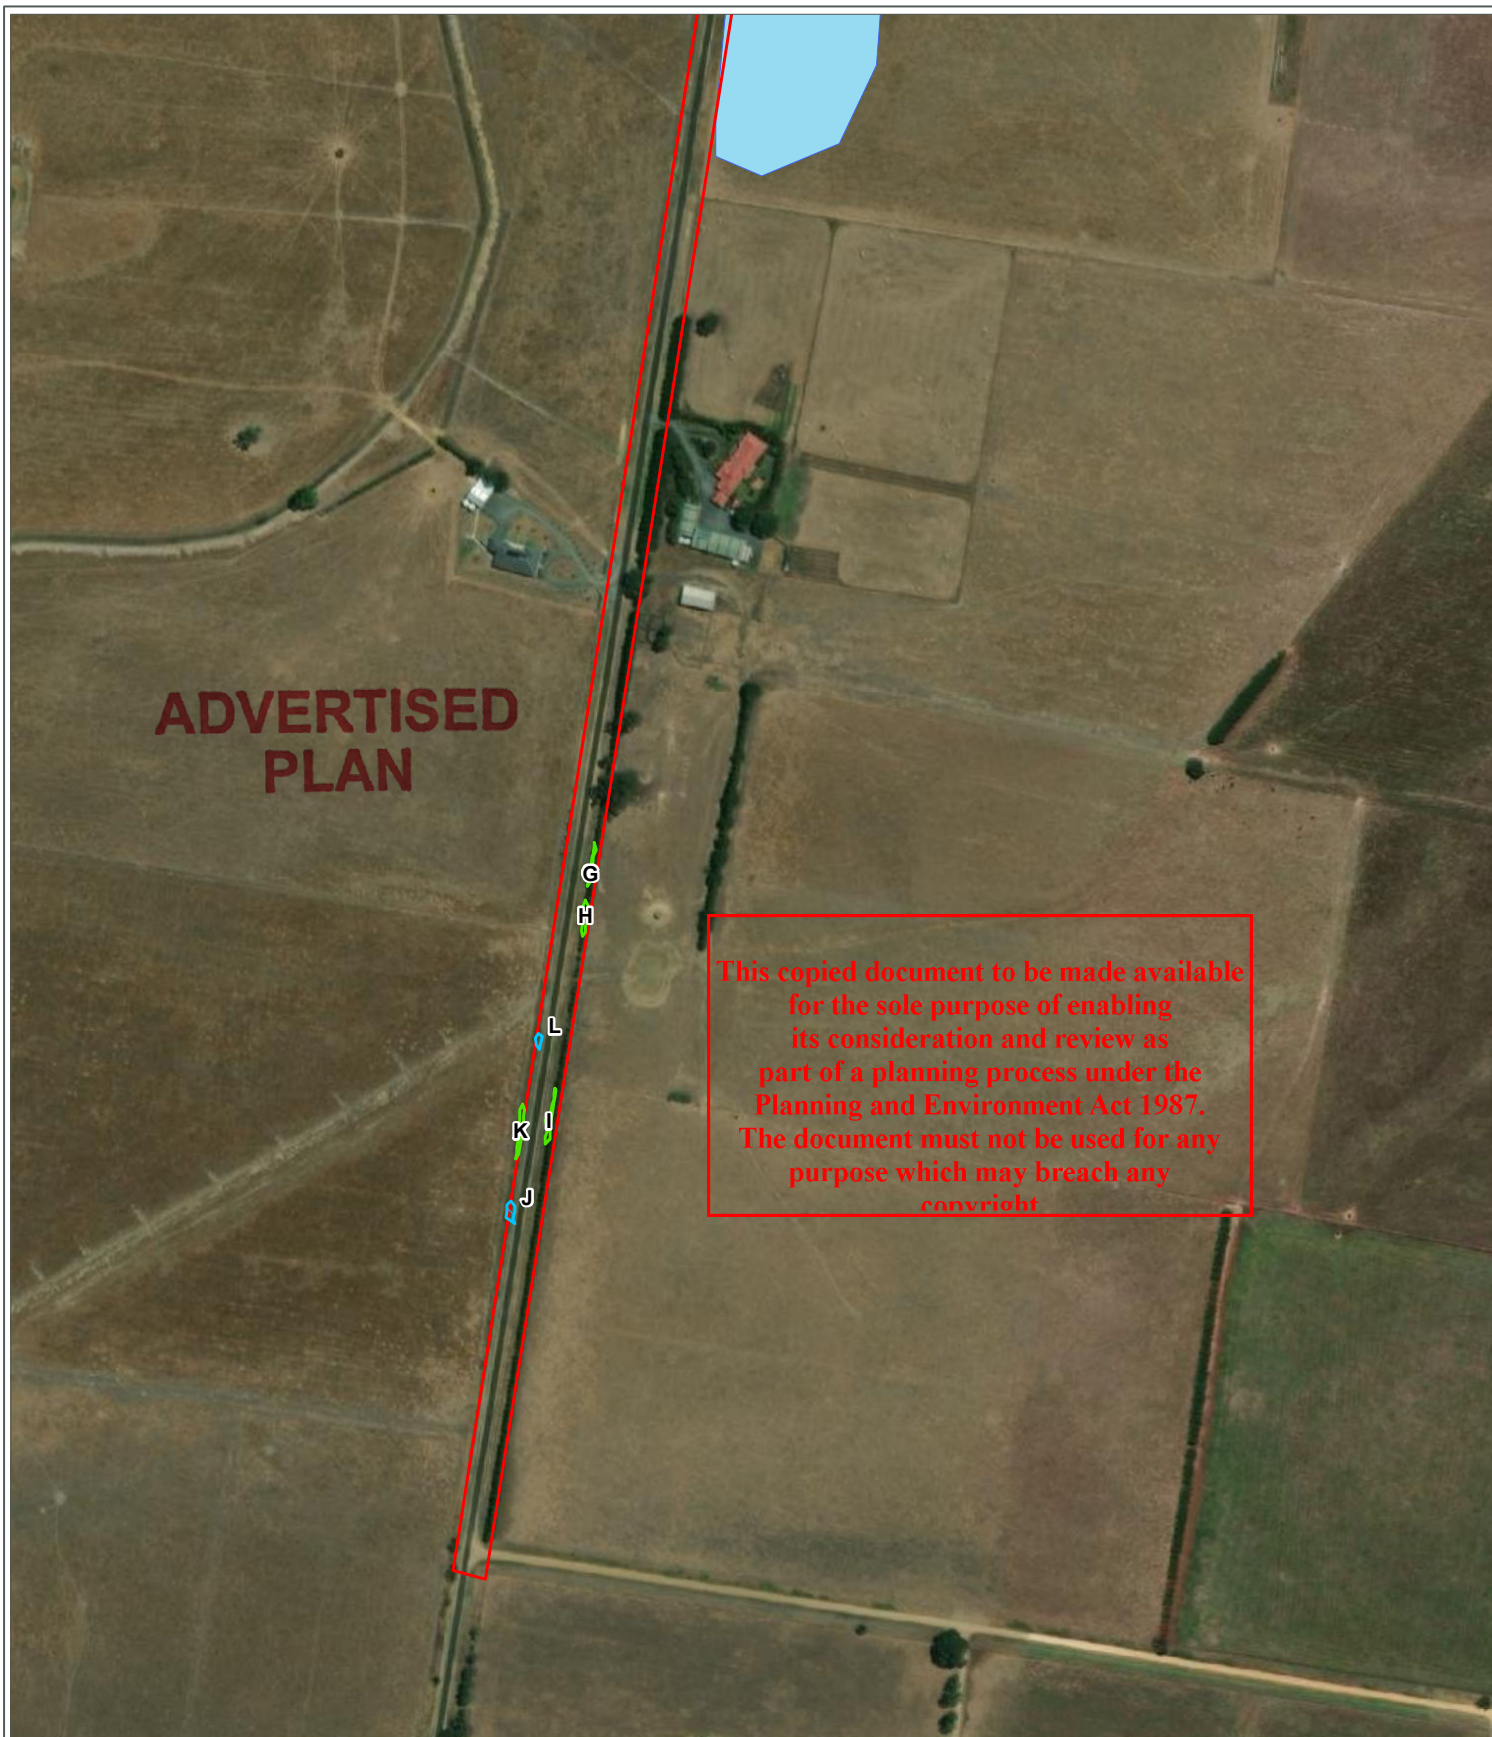 ADVERTISED
PLAN
G
H
This copied document to be made available
for the sole purpose of enabling
its consideration and review as
part of a planning process under the
Planning and Environment Act 1987.
The document must not be used for any
purpose which may breach any
copyright
L
I
K
J